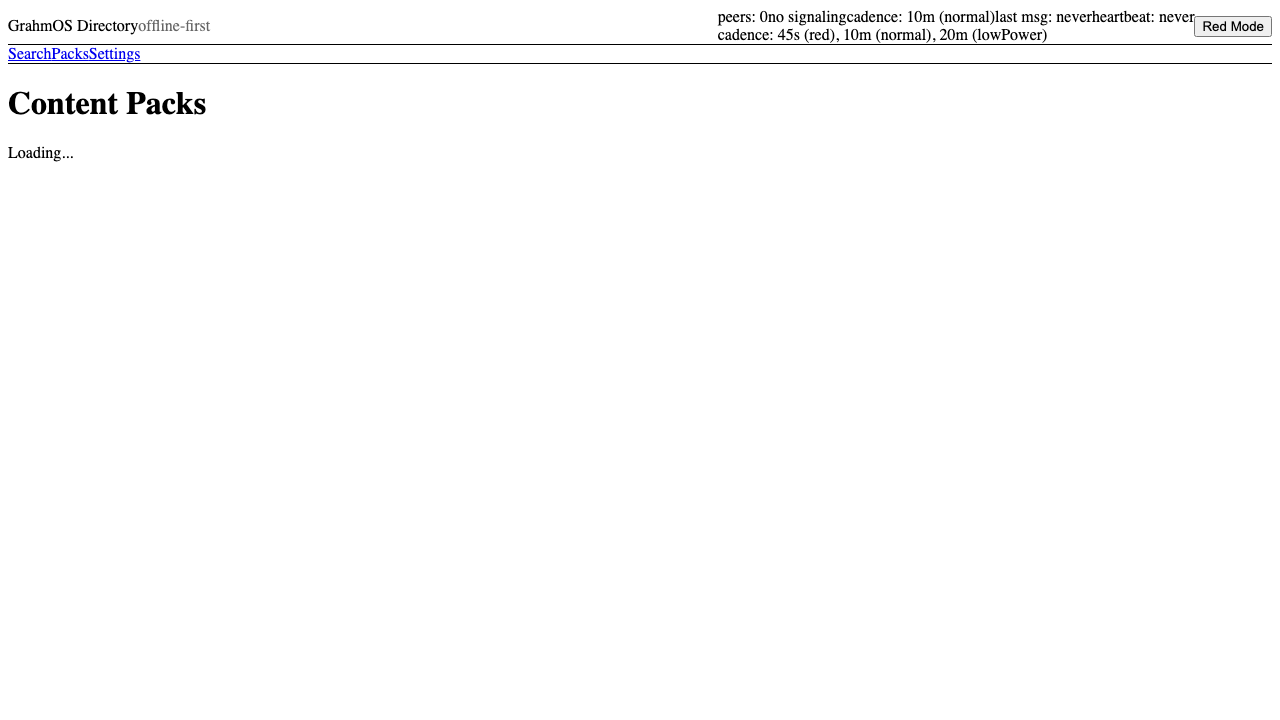 GrahmOS Directoryoffline-first
peers: 0no signalingcadence: 10m (normal)last msg: neverheartbeat: never
cadence: 45s (red), 10m (normal), 20m (lowPower)
Red Mode
SearchPacksSettings
Content Packs
Loading...